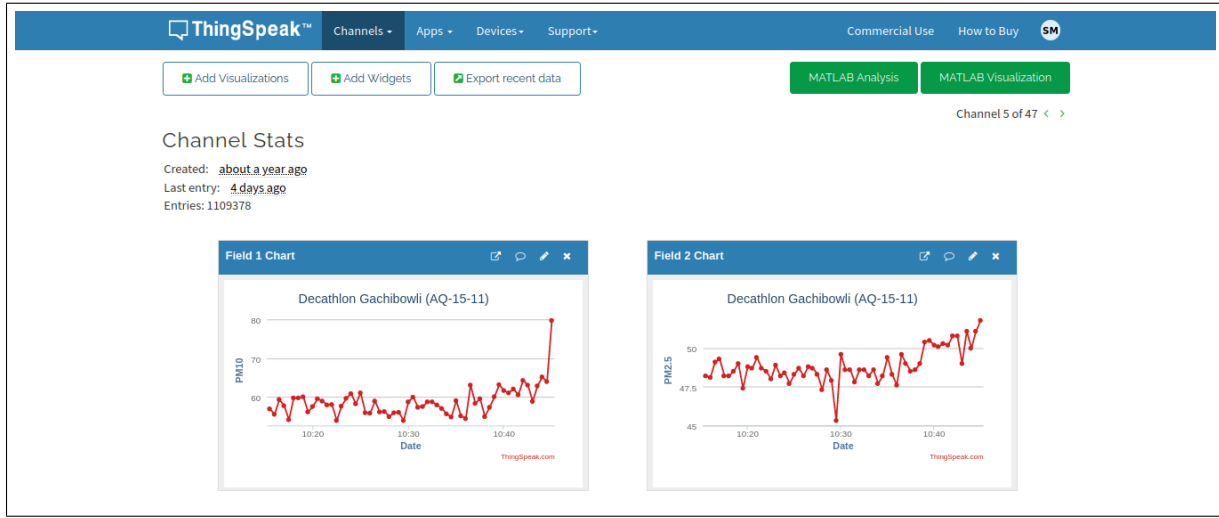 ThingSpeak™ Channels Apps Devices Support Commercial Use How to Buy SM
Add Visualizations Add Widgets Export recent data MATLAB Analysis MATLAB Visualization
Channel 5 of 47 < >
Channel Stats
Created: about a year ago
Last entry: 4 days ago
Entries: 1109378
Field 1 Chart
Decathlon Gachibowli (AQ-15-11)
PM10
80
70
60
10:20 10:30 10:40
Date
ThingSpeak.com
Field 2 Chart
Decathlon Gachibowli (AQ-15-11)
PM2.5
50
47.5
45
10:20 10:30 10:40
Date
ThingSpeak.com